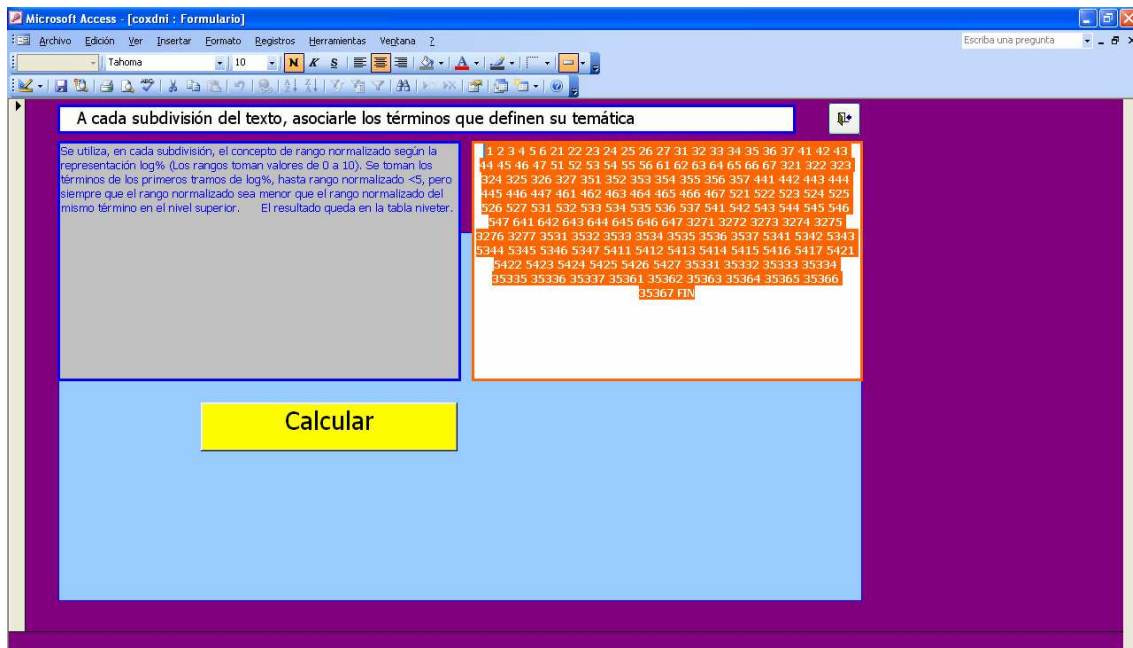 Microsoft Access - [coxdni : Formulario]
Archivo Edición Ver Insertar Formato Registros Herramientas Ventana ?
Escriba una pregunta
Tahoma 10 N K S
A cada subdivisión del texto, asociarle los términos que definen su temática
Se utiliza, en cada subdivisión, el concepto de rango normalizado según la
representación log% (Los rangos toman valores de 0 a 10). Se toman los
términos de los primeros tramos de log%, hasta rango normalizado <5, pero
siempre que el rango normalizado sea menor que el rango normalizado del
mismo término en el nivel superior. El resultado queda en la tabla niveter.
1 2 3 4 5 6 21 22 23 24 25 26 27 31 32 33 34 35 36 37 41 42 43
44 45 46 47 51 52 53 54 55 56 61 62 63 64 65 66 67 321 322 323
324 325 326 327 351 352 353 354 355 356 357 441 442 443 444
445 446 447 461 462 463 464 465 466 467 521 522 523 524 525
526 527 531 532 533 534 535 536 537 541 542 543 544 545 546
547 641 642 643 644 645 646 647 3271 3272 3273 3274 3275
3276 3277 3531 3532 3533 3534 3535 3536 3537 5341 5342 5343
5344 5345 5346 5347 5411 5412 5413 5414 5415 5416 5417 5421
5422 5423 5424 5425 5426 5427 35331 35332 35333 35334
35335 35336 35337 35361 35362 35363 35364 35365 35366
35367 FIN
Calcular